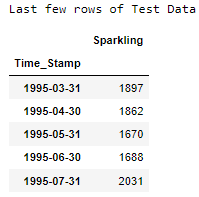 Last few rows of Test Data
Sparkling
Time_Stamp
1995-03-31 1897
1995-04-30 1862
1995-05-31 1670
1995-06-30 1688
1995-07-31 2031